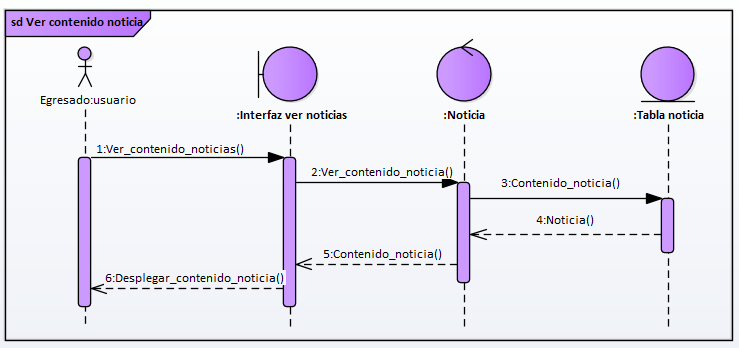 sd Ver contenido noticia
Egresado:usuario
:Interfaz ver noticias
:Noticia
:Tabla noticia
1:Ver_contenido_noticias()
2:Ver_contenido_noticia()
3:Contenido_noticia()
4:Noticia()
5:Contenido_noticia()
6:Desplegar_contenido_noticia()